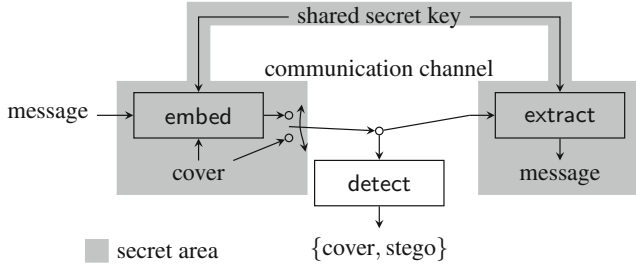 shared secret key
communication channel
message
embed
extract
cover
message
detect
{cover, stego}
secret area